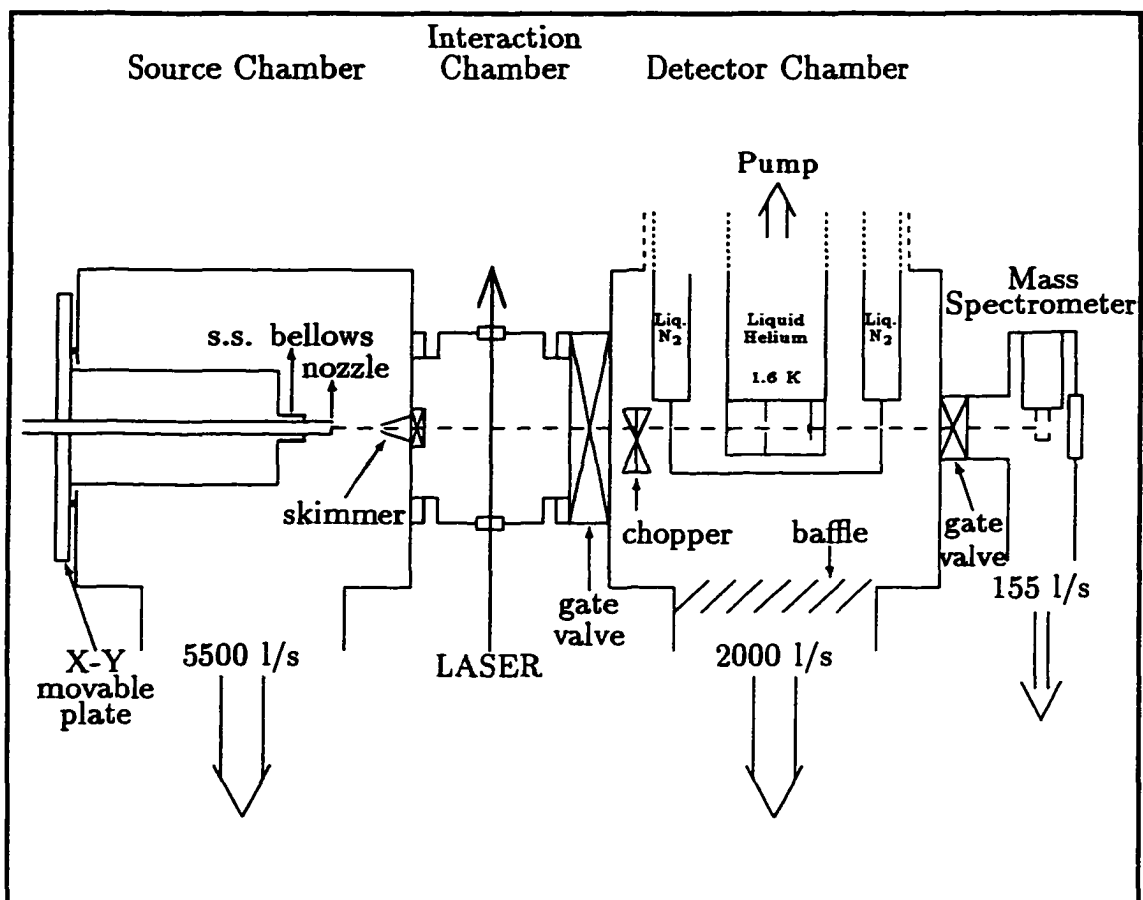 Source Chamber
Interaction
Chamber
Detector Chamber
Pump
Mass
Spectrometer
s.s. bellows
nozzle
Liq.
N₂
Liquid
Helium
1.6 K
Liq.
N₂
skimmer
chopper
baffle
gate
valve
gate
valve
155 l/s
X-Y
movable
plate
5500 l/s
LASER
2000 l/s